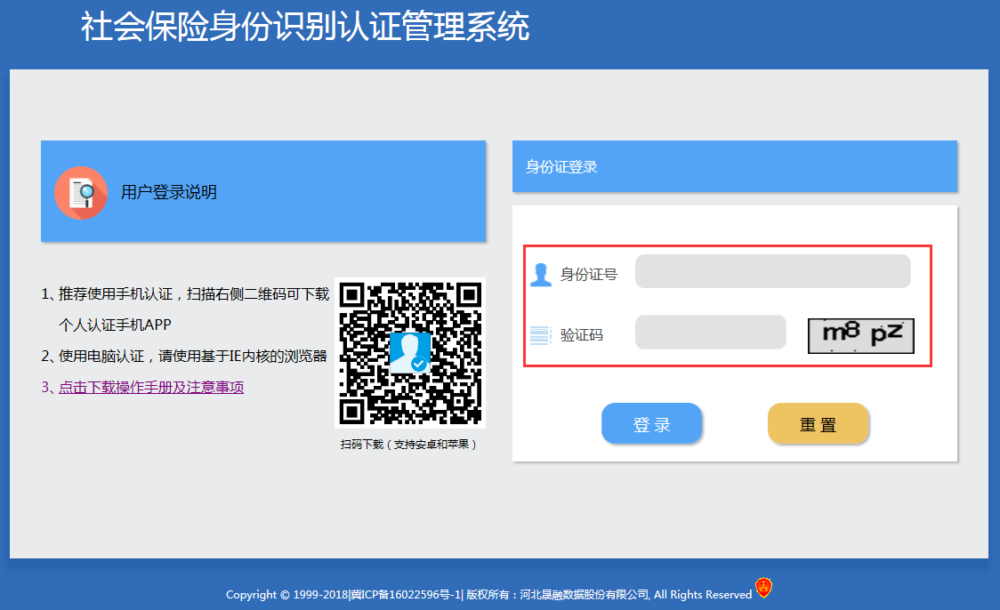 社会保险身份识别认证管理系统
用户登录说明
1、推荐使用手机认证，扫描右侧二维码可下载
个人认证手机APP
2、使用电脑认证，请使用基于IE内核的浏览器
3、点击下载操作手册及注意事项
扫码下载（支持安卓和苹果）
身份证登录
身份证号
验证码
m8 pz
登 录
重 置
Copyright © 1999-2018|冀ICP备16022596号-1| 版权所有：河北晟融数据股份有限公司, All Rights Reserved